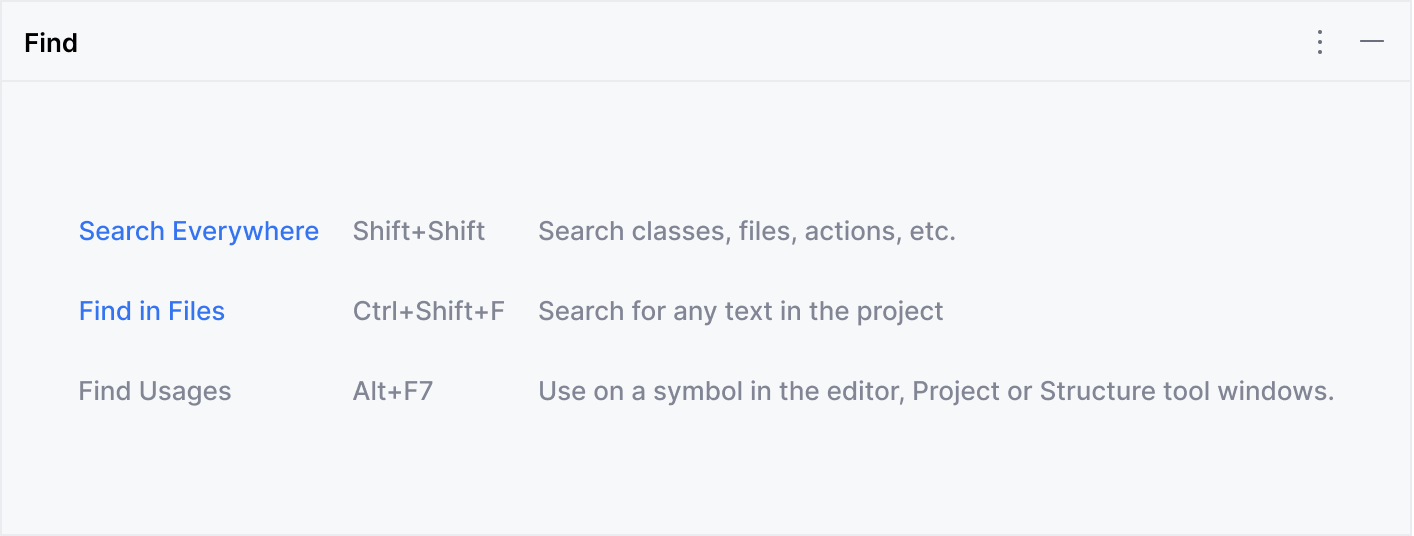 Find
Search Everywhere Shift+Shift Search classes, files, actions, etc.
Find in Files Ctrl+Shift+F Search for any text in the project
Find Usages Alt+F7 Use on a symbol in the editor, Project or Structure tool windows.